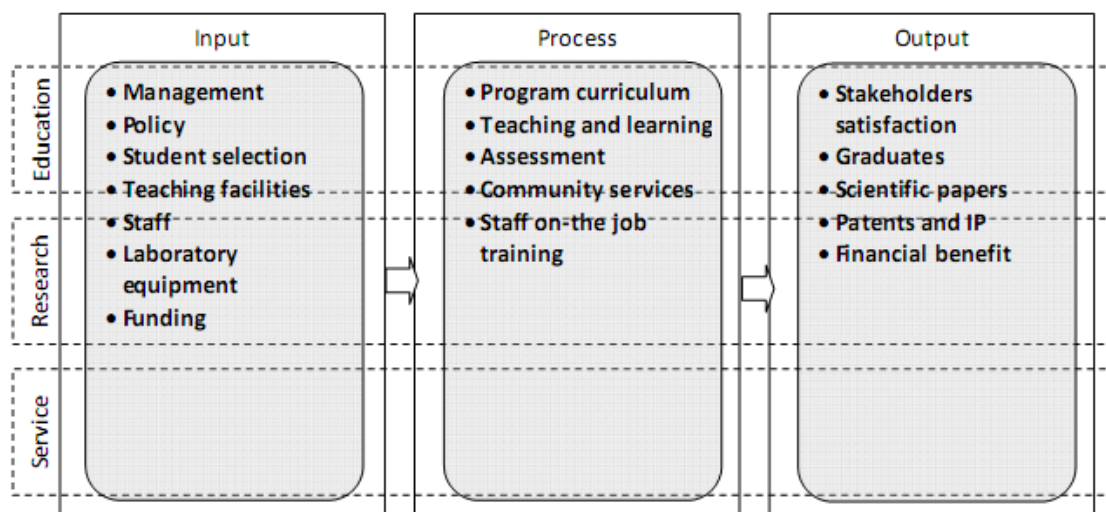 Input
Process
Output
Education
Research
Service
• Management
• Policy
• Student selection
• Teaching facilities
• Staff
• Laboratory
equipment
• Funding
• Program curriculum
• Teaching and learning
• Assessment
• Community services
• Staff on-the job
training
• Stakeholders
satisfaction
• Graduates
• Scientific papers
• Patents and IP
• Financial benefit